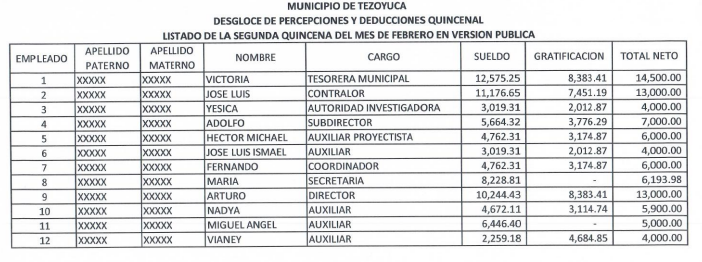 MUNICIPIO DE TEZOYUCA
DESGLOCE DE PERCEPCIONES Y DEDUCCIONES QUINCENAL
LISTADO DE LA SEGUNDA QUINCENA DEL MES DE FEBRERO EN VERSION PUBLICA
EMPLEADO APELLIDO PATERNO APELLIDO MATERNO NOMBRE CARGO SUELDO GRATIFICACION TOTAL NETO
1 XXXXX XXXXX VICTORIA TESORERA MUNICIPAL 12,575.25 8,383.41 14,500.00
2 XXXXX XXXXX JOSE LUIS CONTRALOR 11,176.65 7,451.19 13,000.00
3 XXXXX XXXXX YESICA AUTORIDAD INVESTIGADORA 3,019.31 2,012.87 4,000.00
4 XXXXX XXXXX ADOLFO SUBDIRECTOR 5,664.32 3,776.29 7,000.00
5 XXXXX XXXXX HECTOR MICHAEL AUXILIAR PROYECTISTA 4,762.31 3,174.87 6,000.00
6 XXXXX XXXXX JOSE LUIS ISMAEL AUXILIAR 3,019.31 2,012.87 4,000.00
7 XXXXX XXXXX FERNANDO COORDINADOR 4,762.31 3,174.87 6,000.00
8 XXXXX XXXXX MARIA SECRETARIA 8,228.81 - 6,193.98
9 XXXXX XXXXX ARTURO DIRECTOR 10,244.43 8,383.41 13,000.00
10 XXXXX XXXXX NADYA AUXILIAR 4,672.11 3,114.74 5,900.00
11 XXXXX XXXXX MIGUEL ANGEL AUXILIAR 6,446.40 - 5,000.00
12 XXXXX XXXXX VIANEY AUXILIAR 2,259.18 4,684.85 4,000.00